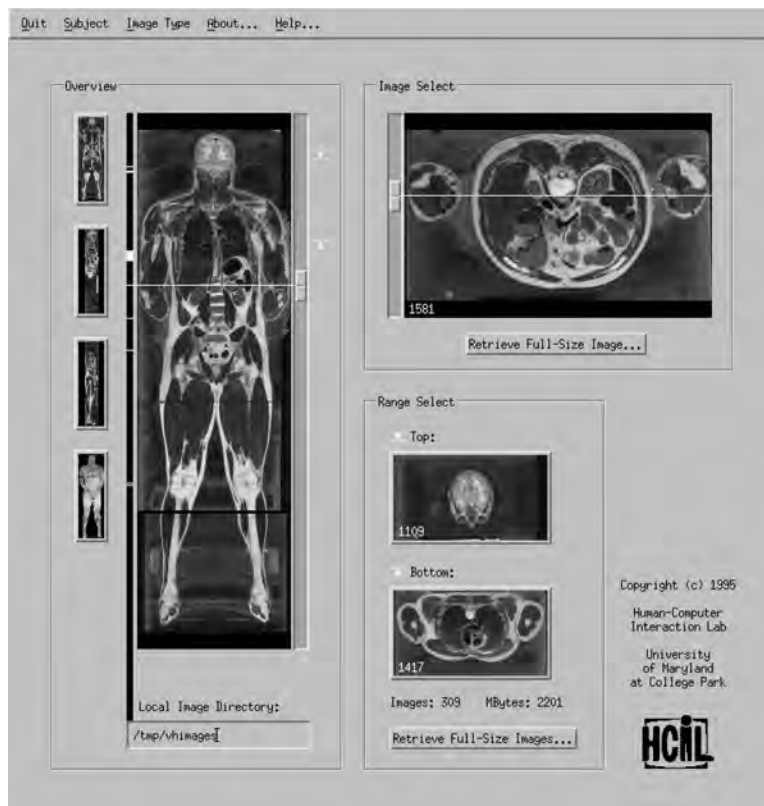 Quit Subject Image Type About... Help...
Overview
Image Select
1581
Retrieve Full-Size Image...
Range Select
Top:
1109
Bottom:
1417
Images: 309 MBytes: 2201
Retrieve Full-Size Images...
Local Image Directory:
/tmp/vhimages
Copyright (c) 1995
Human-Computer
Interaction Lab
University
of Maryland
at College Park
HCIL